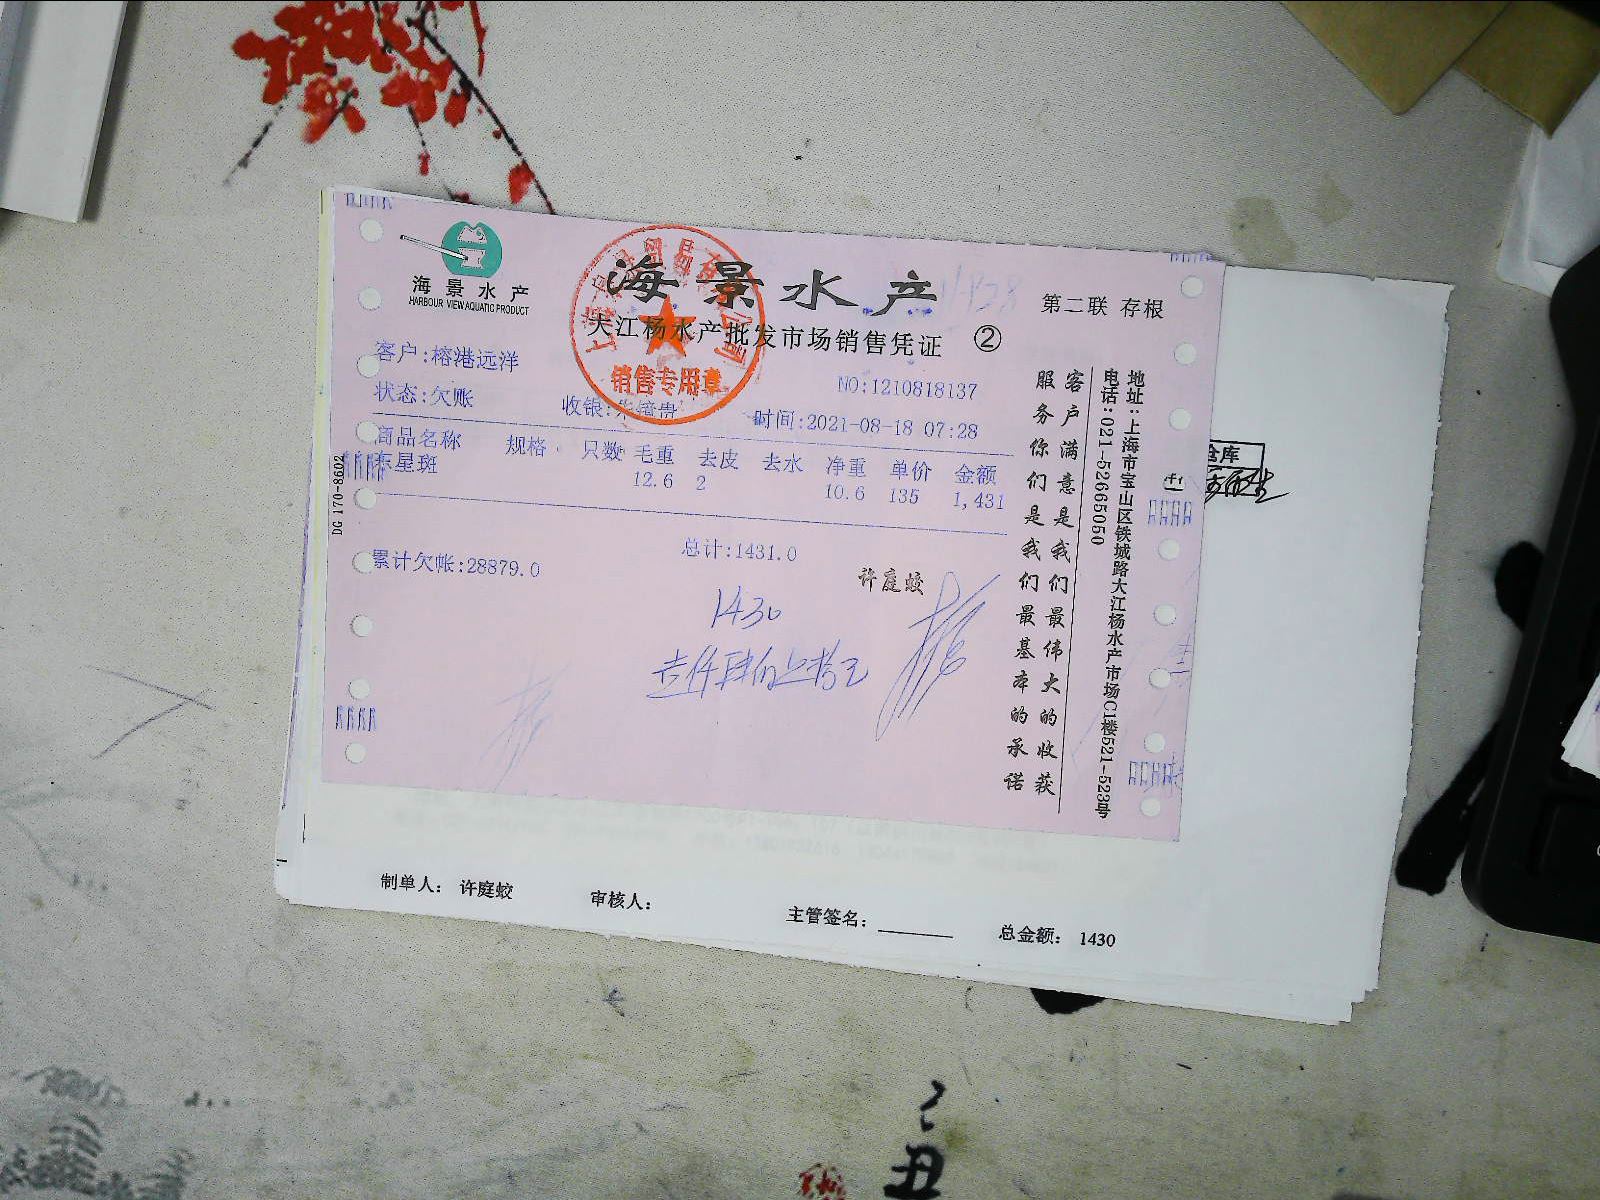 海景水产
HARBOUR VIEW AQUATIC PRODUCT
海景水产
第二联 存根
大江杨水产批发市场销售凭证 ②
销售专用章
客户:榕港远洋
NO:1210818137
状态:欠账
收银:
时间:2021-08-18 07:28
商品名称 规格 只数 毛重 去皮 去水 净重 单价 金额
东星斑 12.6 2 10.6 135 1,431
总计:1431.0
累计欠帐:28879.0
许庭蛟
1430
客户满意是我们最伟大的收获
服务你们是我们最基本的承诺
地址:上海市宝山区铁城路大江杨水产市场C1楼521-523号
电话:021-52665050
DG 170-8602
仓库
制单人: 许庭蛟
审核人:
主管签名:
总金额: 1430
丑